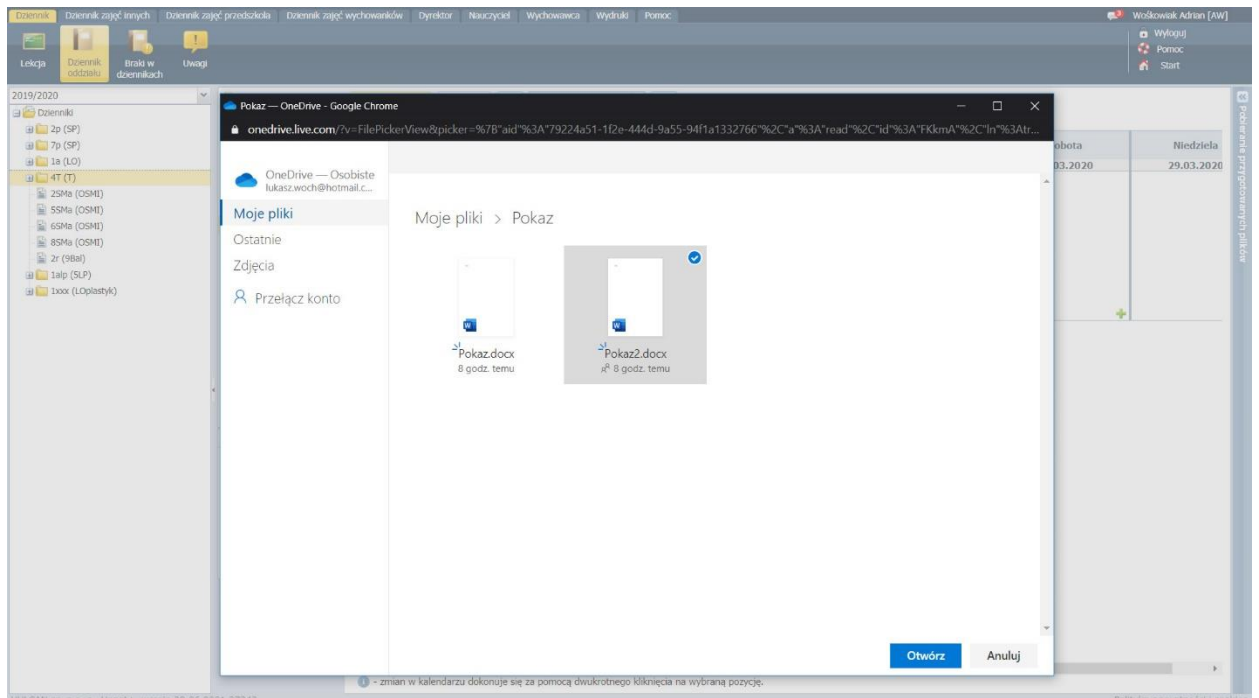 Dziennik Dziennik zajęć innych Dziennik zajęć przedszkola Dziennik zajęć wychowanków Dyrektor Nauczyciel Wychowawca Wydruki Pomoc Wośkowiak Adrian [AW]
Lekcja
Dziennik oddziału
Braki w dziennikach
Uwagi
Wyloguj
Pomoc
Start
2019/2020
Dzienniki
2p (SP)
7p (SP)
1a (LO)
4T (T)
2SMa (OSMI)
5SMa (OSMI)
6SMa (OSMI)
8SMa (OSMI)
2r (9Bal)
1alp (SLP)
1xxx (LOplastyk)
Pokaz — OneDrive - Google Chrome
onedrive.live.com/?v=FilePickerView&picker=%7B"aid"%3A"79224a51-1f2e-444d-9a55-94f1a1332766"%2C"a"%3A"read"%2C"id"%3A"FKkmA"%2C"ln"%3Atr...
OneDrive — Osobiste
lukasz.woch@hotmail.c...
Moje pliki
Ostatnie
Zdjęcia
Przełącz konto
Moje pliki > Pokaz
Pokaz.docx
8 godz. temu
Pokaz2.docx
8 godz. temu
Otwórz Anuluj
obota Niedziela
03.2020 29.03.2020
Pobieranie przygotowanych plików
- zmian w kalendarzu dokonuje się za pomocą dwukrotnego kliknięcia na wybraną pozycję.